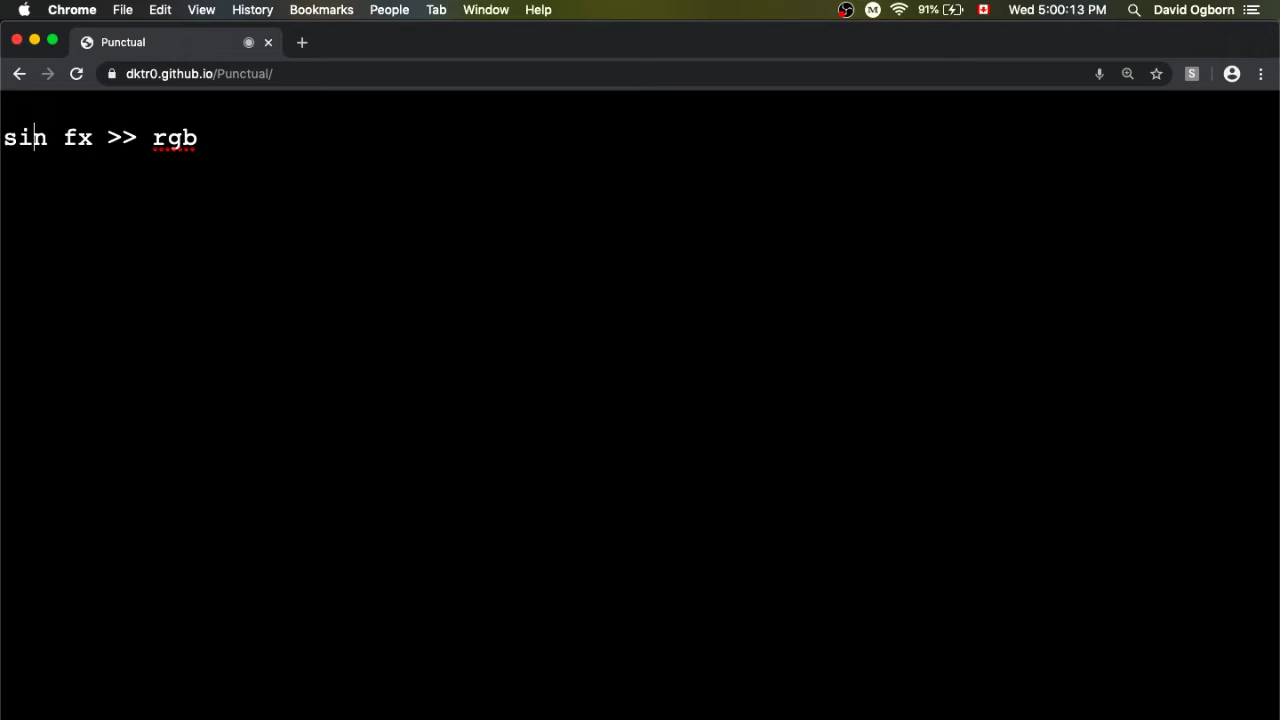 Chrome File Edit View History Bookmarks People Tab Window Help M 91% Wed 5:00:13 PM David Ogborn
Punctual
dktr0.github.io/Punctual/ S
sin fx >> rgb